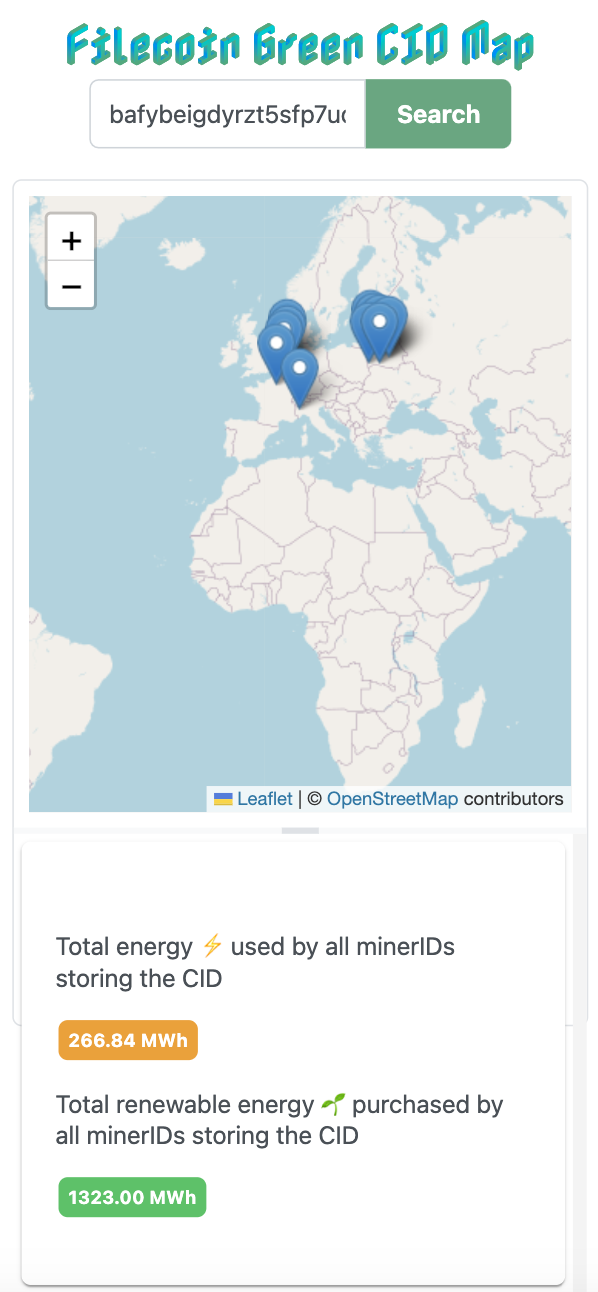 Filecoin Green CID Map
bafybeigdyrzt5sfp7u
Search
+
−
Leaflet | © OpenStreetMap contributors
Total energy ⚡ used by all minerIDs
storing the CID
266.84 MWh
Total renewable energy 🌱 purchased by
all minerIDs storing the CID
1323.00 MWh